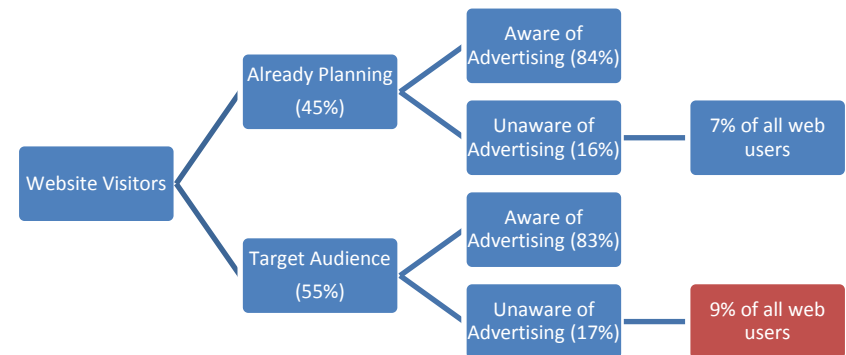 Website Visitors
Already Planning
(45%)
Aware of
Advertising (84%)
Unaware of
Advertising (16%)
7% of all web
users
Target Audience
(55%)
Aware of
Advertising (83%)
Unaware of
Advertising (17%)
9% of all web
users